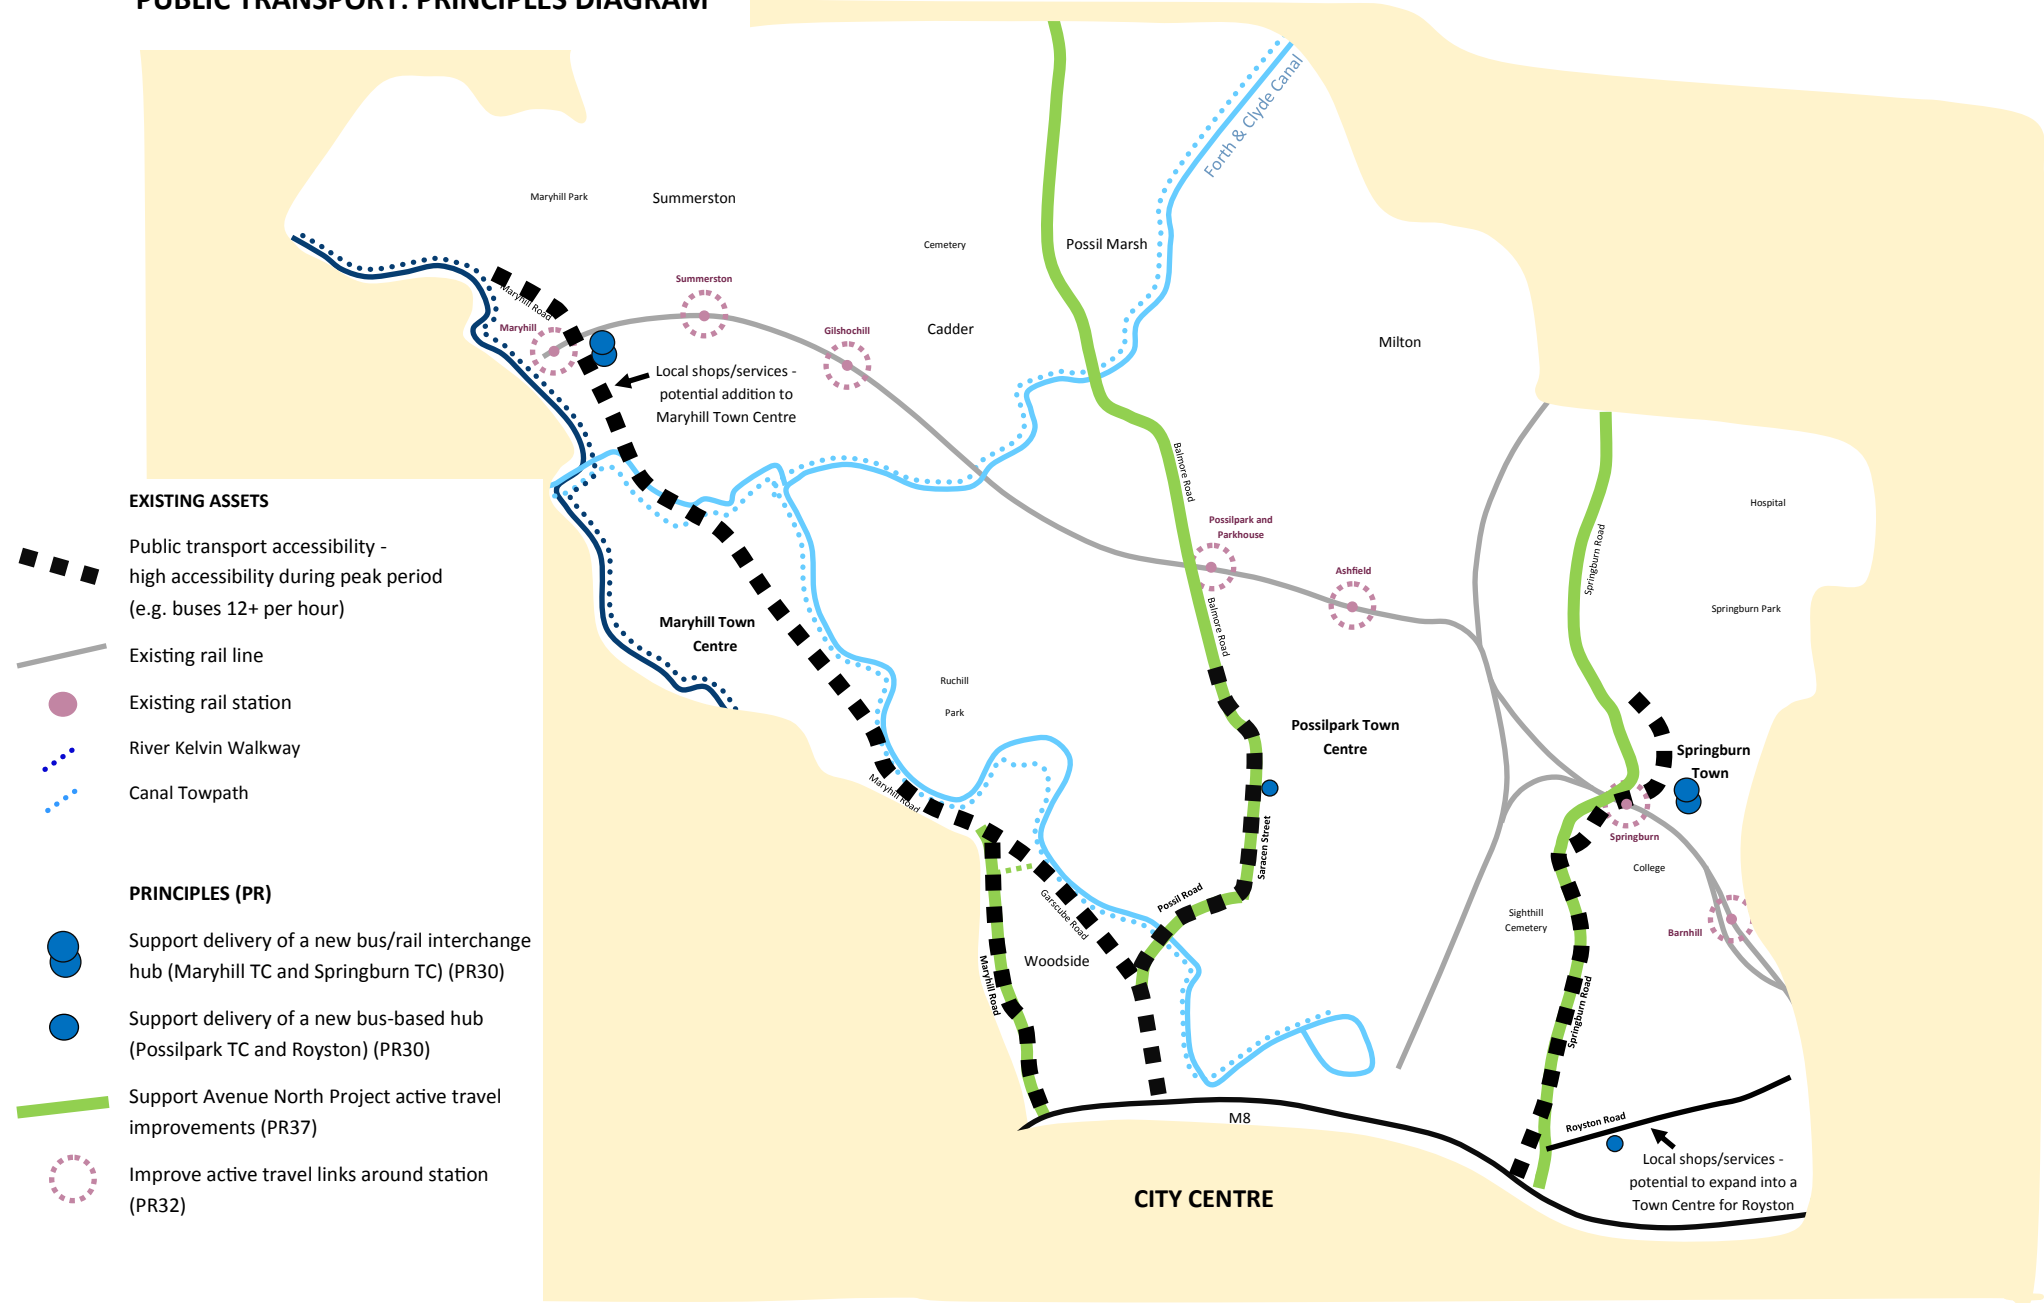 PUBLIC TRANSPORT: PRINCIPLES DIAGRAM
Forth & Clyde Canal
Maryhill Park
Summerston
Cemetery
Possil Marsh
Summerston
Maryhill Road
Maryhill
Gilshochill
Cadder
Milton
Local shops/services -
potential addition to
Maryhill Town Centre
Balmore Road
Hospital
Possilpark and
Parkhouse
Springburn Road
Ashfield
Springburn Park
Balmore Road
Maryhill Town
Centre
Ruchill
Park
Possilpark Town
Centre
Springburn
Town
Maryhill Road
Saracen Street
Springburn
College
Possil Road
Garscube Road
Sighthill
Cemetery
Barnhill
Woodside
Maryhill Road
Springburn Road
M8
Royston Road
Local shops/services -
potential to expand into a
Town Centre for Royston
CITY CENTRE
EXISTING ASSETS
Public transport accessibility -
high accessibility during peak period
(e.g. buses 12+ per hour)
Existing rail line
Existing rail station
River Kelvin Walkway
Canal Towpath
PRINCIPLES (PR)
Support delivery of a new bus/rail interchange
hub (Maryhill TC and Springburn TC) (PR30)
Support delivery of a new bus-based hub
(Possilpark TC and Royston) (PR30)
Support Avenue North Project active travel
improvements (PR37)
Improve active travel links around station
(PR32)